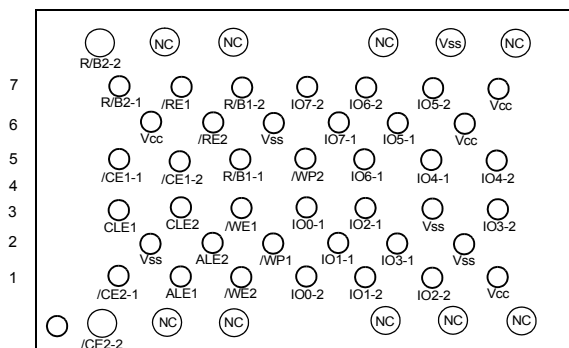 NC NC NC Vss NC
R/B2-2
7
R/B2-1 /RE1 R/B1-2 IO7-2 IO6-2 IO5-2 Vcc
6
Vcc /RE2 Vss IO7-1 IO5-1 Vcc
5
/CE1-1 /CE1-2 R/B1-1 /WP2 IO6-1 IO4-1 IO4-2
4
3
CLE1 CLE2 /WE1 IO0-1 IO2-1 Vss IO3-2
2
Vss ALE2 /WP1 IO1-1 IO3-1 Vss
1
/CE2-1 ALE1 /WE2 IO0-2 IO1-2 IO2-2 Vcc
NC NC NC NC NC
/CE2-2